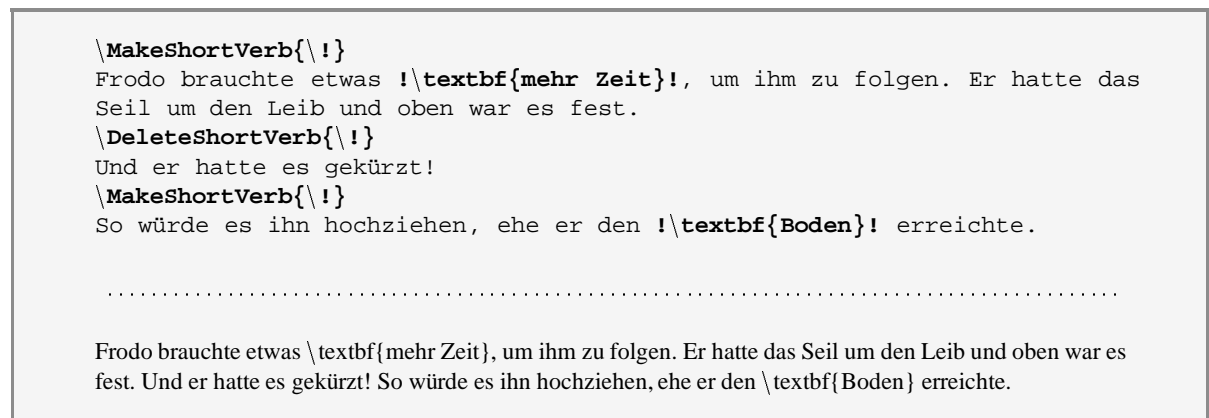 \MakeShortVerb{\!}
Frodo brauchte etwas !\textbf{mehr Zeit}!, um ihm zu folgen. Er hatte das
Seil um den Leib und oben war es fest.
\DeleteShortVerb{\!}
Und er hatte es gekürzt!
\MakeShortVerb{\!}
So würde es ihn hochziehen, ehe er den !\textbf{Boden}! erreichte.
Frodo brauchte etwas \textbf{mehr Zeit}, um ihm zu folgen. Er hatte das Seil um den Leib und oben war es
fest. Und er hatte es gekürzt! So würde es ihn hochziehen, ehe er den \textbf{Boden} erreichte.